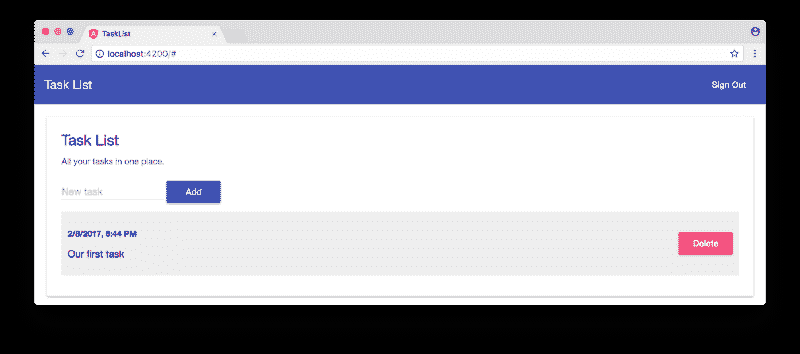 TaskList
localhost:4200/#
Task List
Sign Out
Task List
All your tasks in one place.
New task
Add
2/8/2017, 5:44 PM
Our first task
Delete